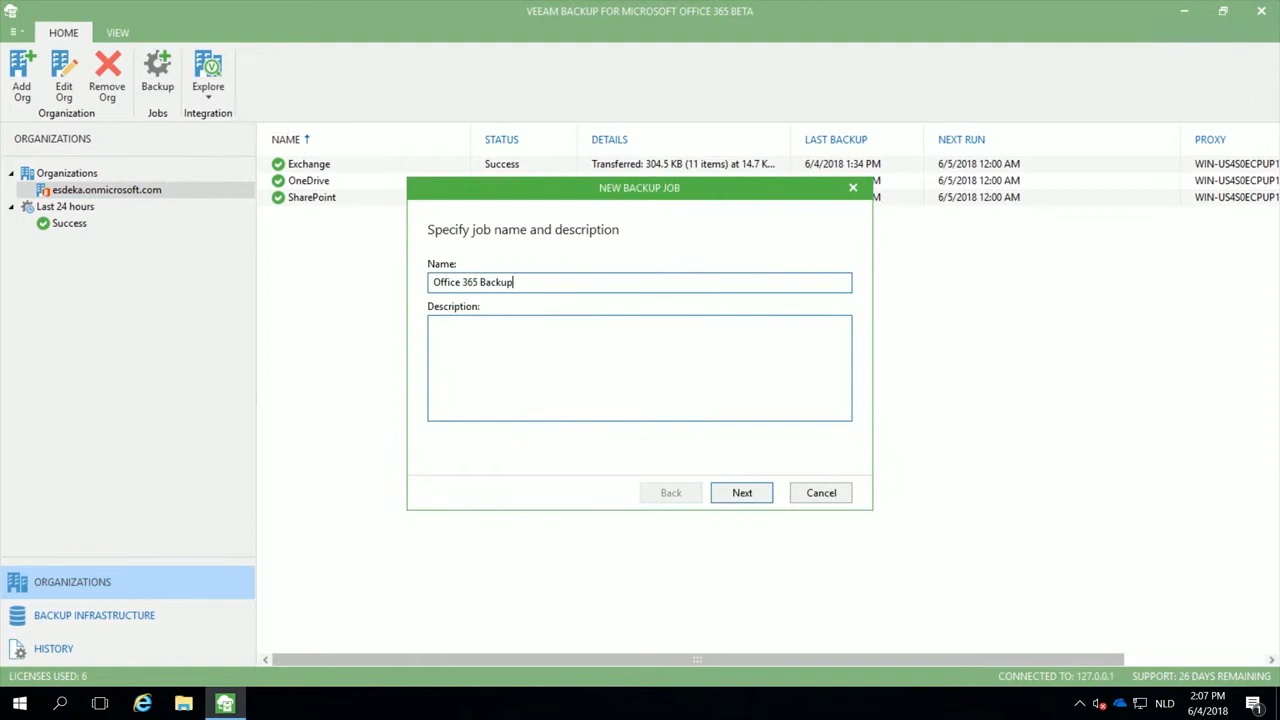 VEEAM BACKUP FOR MICROSOFT OFFICE 365 BETA
HOME VIEW
Add Org
Edit Org
Remove Org
Backup
Explore
Organization Jobs Integration
ORGANIZATIONS
Organizations
esdeka.onmicrosoft.com
Last 24 hours
Success
NAME STATUS DETAILS LAST BACKUP NEXT RUN PROXY
Exchange Success Transferred: 304.5 KB (11 items) at 14.7 K... 6/4/2018 1:34 PM 6/5/2018 12:00 AM WIN-US4S0ECPUP1
OneDrive M 6/5/2018 12:00 AM WIN-US4S0ECPUP1
SharePoint M 6/5/2018 12:00 AM WIN-US4S0ECPUP1
NEW BACKUP JOB
Specify job name and description
Name:
Office 365 Backup
Description:
Back Next Cancel
ORGANIZATIONS
BACKUP INFRASTRUCTURE
HISTORY
LICENSES USED: 6 CONNECTED TO: 127.0.0.1 SUPPORT: 26 DAYS REMAINING
NLD
2:07 PM
6/4/2018
1